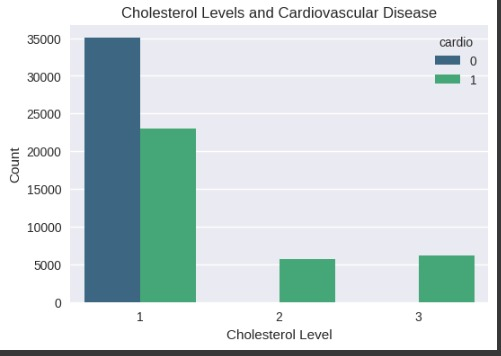 Cholesterol Levels and Cardiovascular Disease
cardio
0
1
35000
30000
25000
20000
15000
10000
5000
0
Count
1 2 3
Cholesterol Level